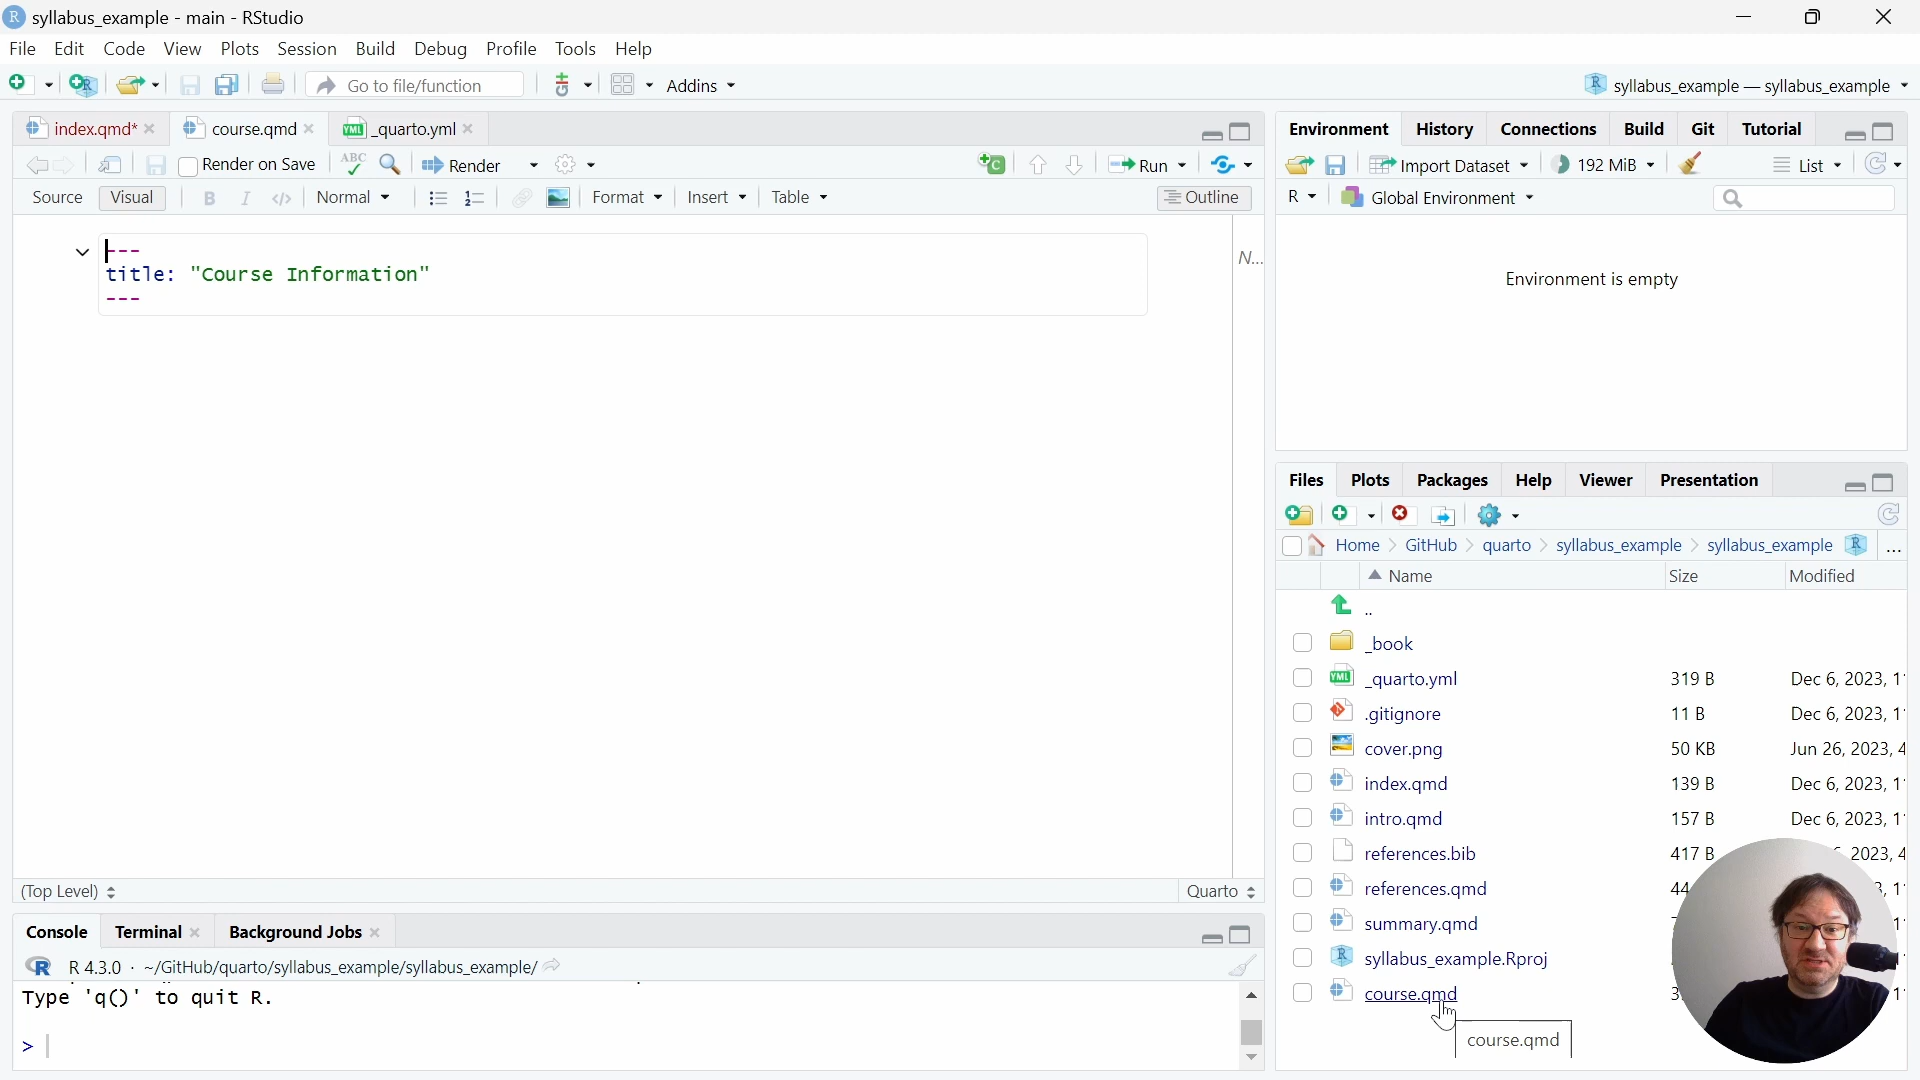 syllabus_example - main - RStudio
File Edit Code View Plots Session Build Debug Profile Tools Help
Go to file/function Addins syllabus_example — syllabus_example
index.qmd* course.qmd _quarto.yml
Render on Save ABC Render Run
Source Visual B I </> Normal Format Insert Table Outline
---
title: "Course Information"
---
N...
(Top Level) Quarto
Console Terminal Background Jobs
R 4.3.0 · ~/GitHub/quarto/syllabus_example/syllabus_example/
Type 'q()' to quit R.
>
Environment History Connections Build Git Tutorial
Import Dataset 192 MiB List
R Global Environment
Environment is empty
Files Plots Packages Help Viewer Presentation
Home GitHub quarto syllabus_example syllabus_example ...
Name Size Modified
..
_book
_quarto.yml 319 B Dec 6, 2023, 1
.gitignore 11 B Dec 6, 2023, 1
cover.png 50 KB Jun 26, 2023, 4
index.qmd 139 B Dec 6, 2023, 1
intro.qmd 157 B Dec 6, 2023, 1
references.bib 417 B 2023, 4
references.qmd 44
summary.qmd
syllabus_example.Rproj
course.qmd 3
course.qmd